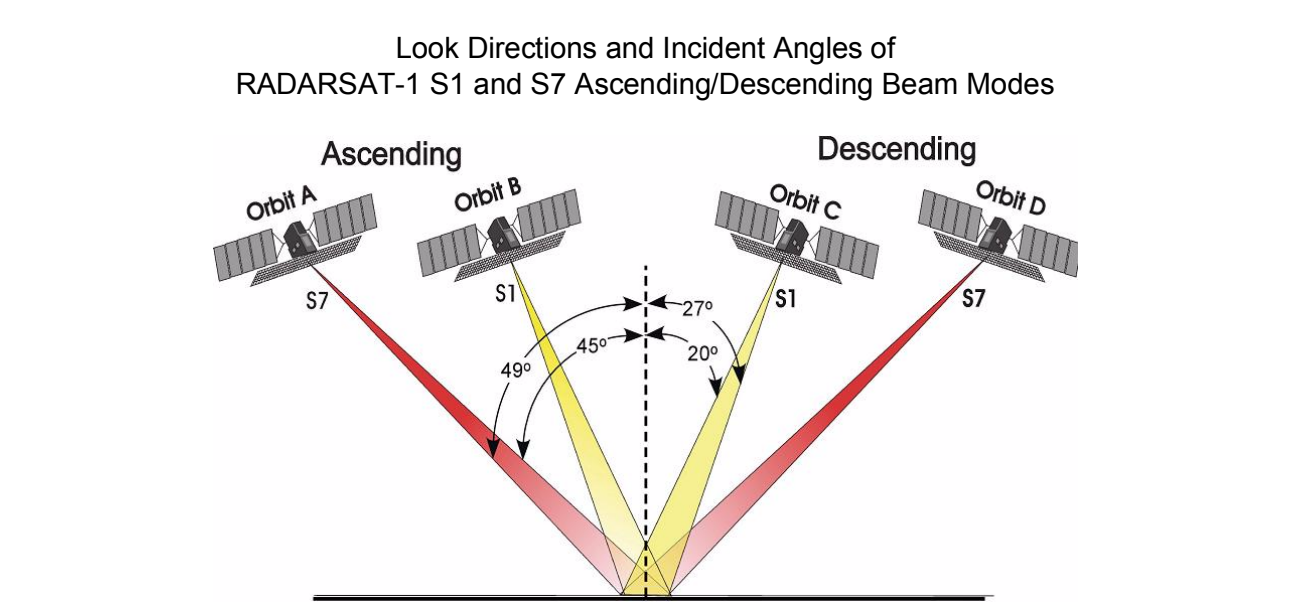 Look Directions and Incident Angles of
RADARSAT-1 S1 and S7 Ascending/Descending Beam Modes
Ascending
Descending
Orbit A
Orbit B
Orbit C
Orbit D
S7
S1
S1
S7
27º
45º
20º
49º